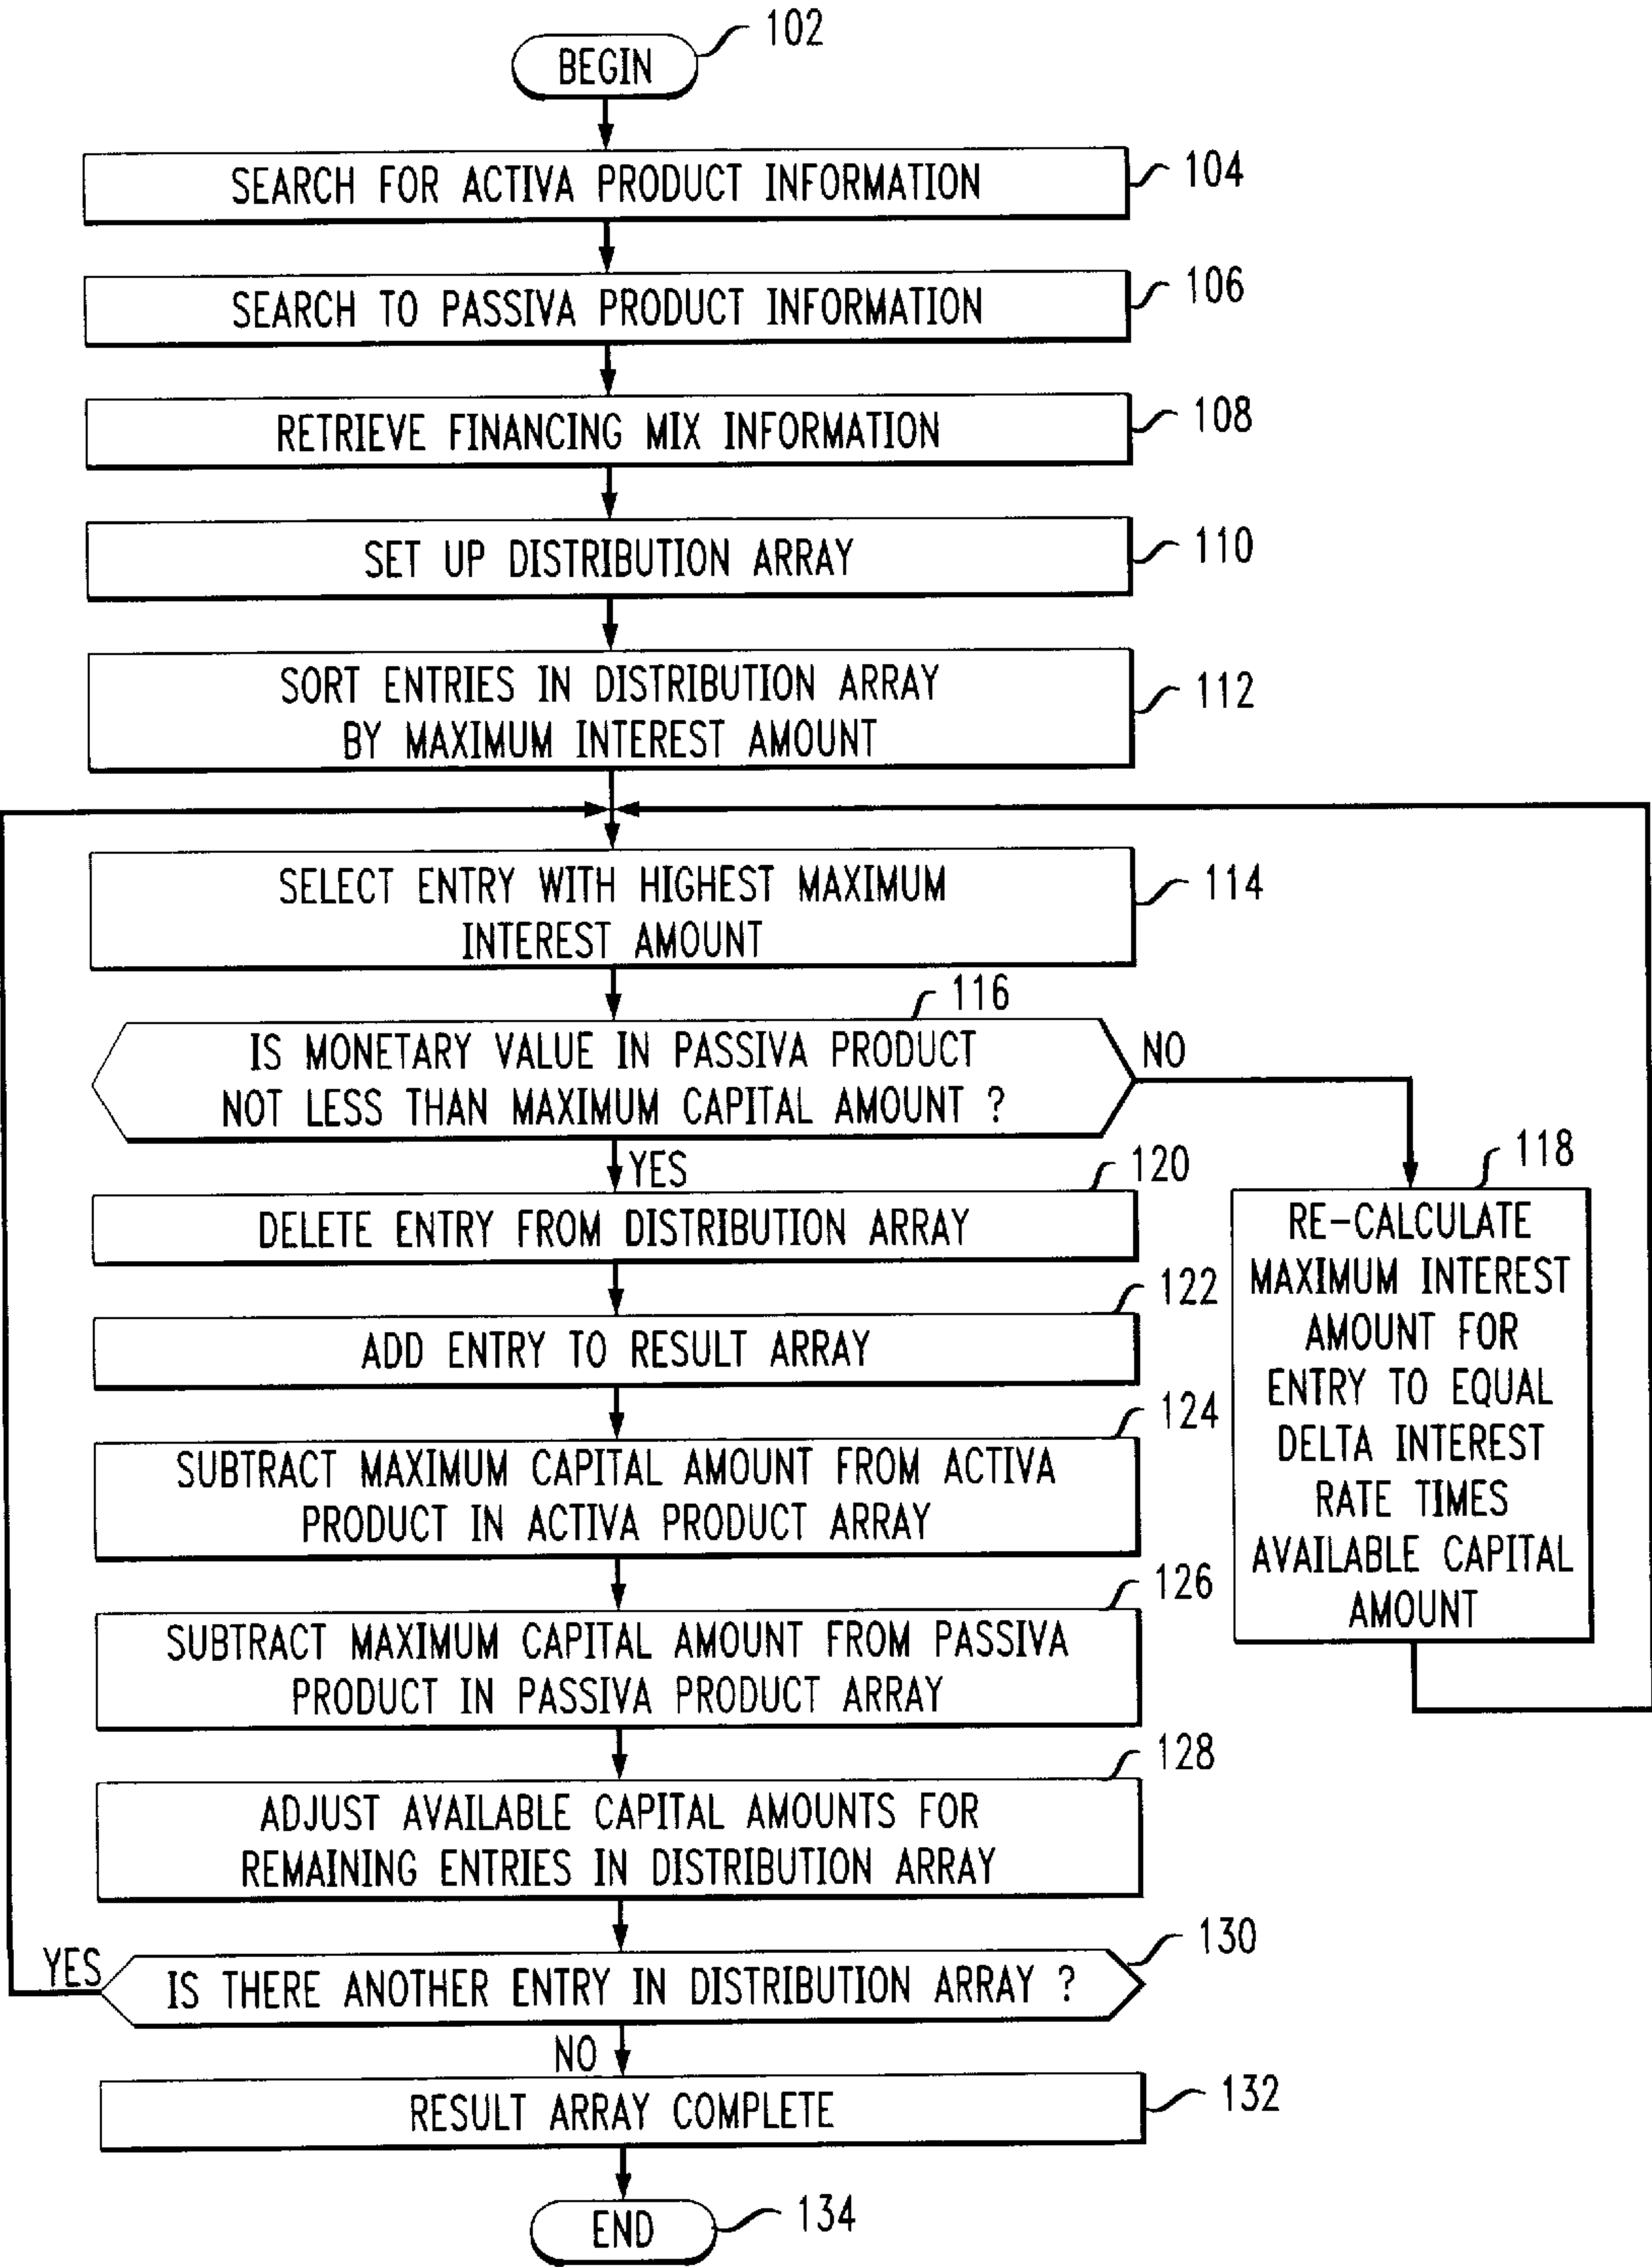 BEGIN
102
SEARCH FOR ACTIVA PRODUCT INFORMATION
104
SEARCH TO PASSIVA PRODUCT INFORMATION
106
RETRIEVE FINANCING MIX INFORMATION
108
SET UP DISTRIBUTION ARRAY
110
SORT ENTRIES IN DISTRIBUTION ARRAY
BY MAXIMUM INTEREST AMOUNT
112
SELECT ENTRY WITH HIGHEST MAXIMUM
INTEREST AMOUNT
114
116
IS MONETARY VALUE IN PASSIVA PRODUCT
NOT LESS THAN MAXIMUM CAPITAL AMOUNT ?
NO
YES
118
RE-CALCULATE
MAXIMUM INTEREST
AMOUNT FOR
ENTRY TO EQUAL
DELTA INTEREST
RATE TIMES
AVAILABLE CAPITAL
AMOUNT
120
DELETE ENTRY FROM DISTRIBUTION ARRAY
122
ADD ENTRY TO RESULT ARRAY
124
SUBTRACT MAXIMUM CAPITAL AMOUNT FROM ACTIVA
PRODUCT IN ACTIVA PRODUCT ARRAY
126
SUBTRACT MAXIMUM CAPITAL AMOUNT FROM PASSIVA
PRODUCT IN PASSIVA PRODUCT ARRAY
128
ADJUST AVAILABLE CAPITAL AMOUNTS FOR
REMAINING ENTRIES IN DISTRIBUTION ARRAY
130
YES
IS THERE ANOTHER ENTRY IN DISTRIBUTION ARRAY ?
NO
RESULT ARRAY COMPLETE
132
END
134